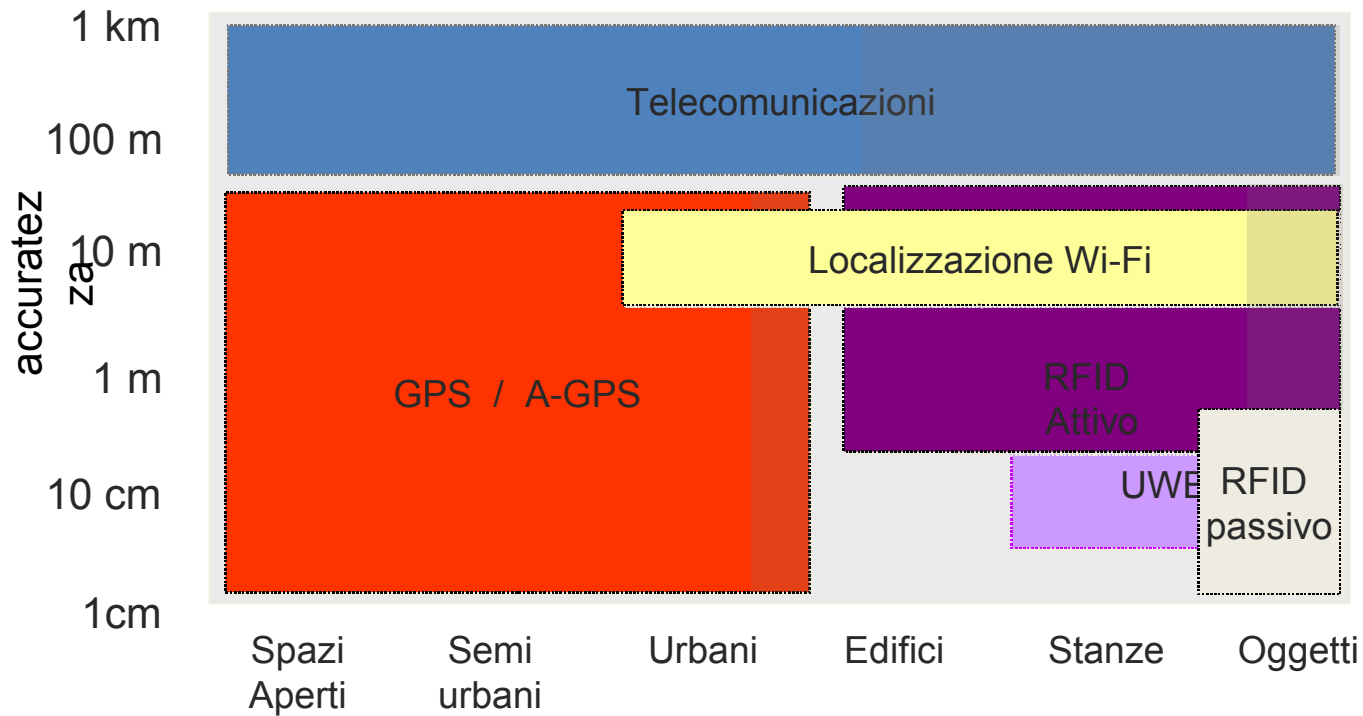 1 km
Telecomunicazioni
100 m
accuratez
za
10 m
Localizzazione Wi-Fi
1 m
GPS / A-GPS
RFID
Attivo
10 cm
UWB
RFID
passivo
1cm
Spazi
Aperti
Semi
urbani
Urbani
Edifici
Stanze
Oggetti